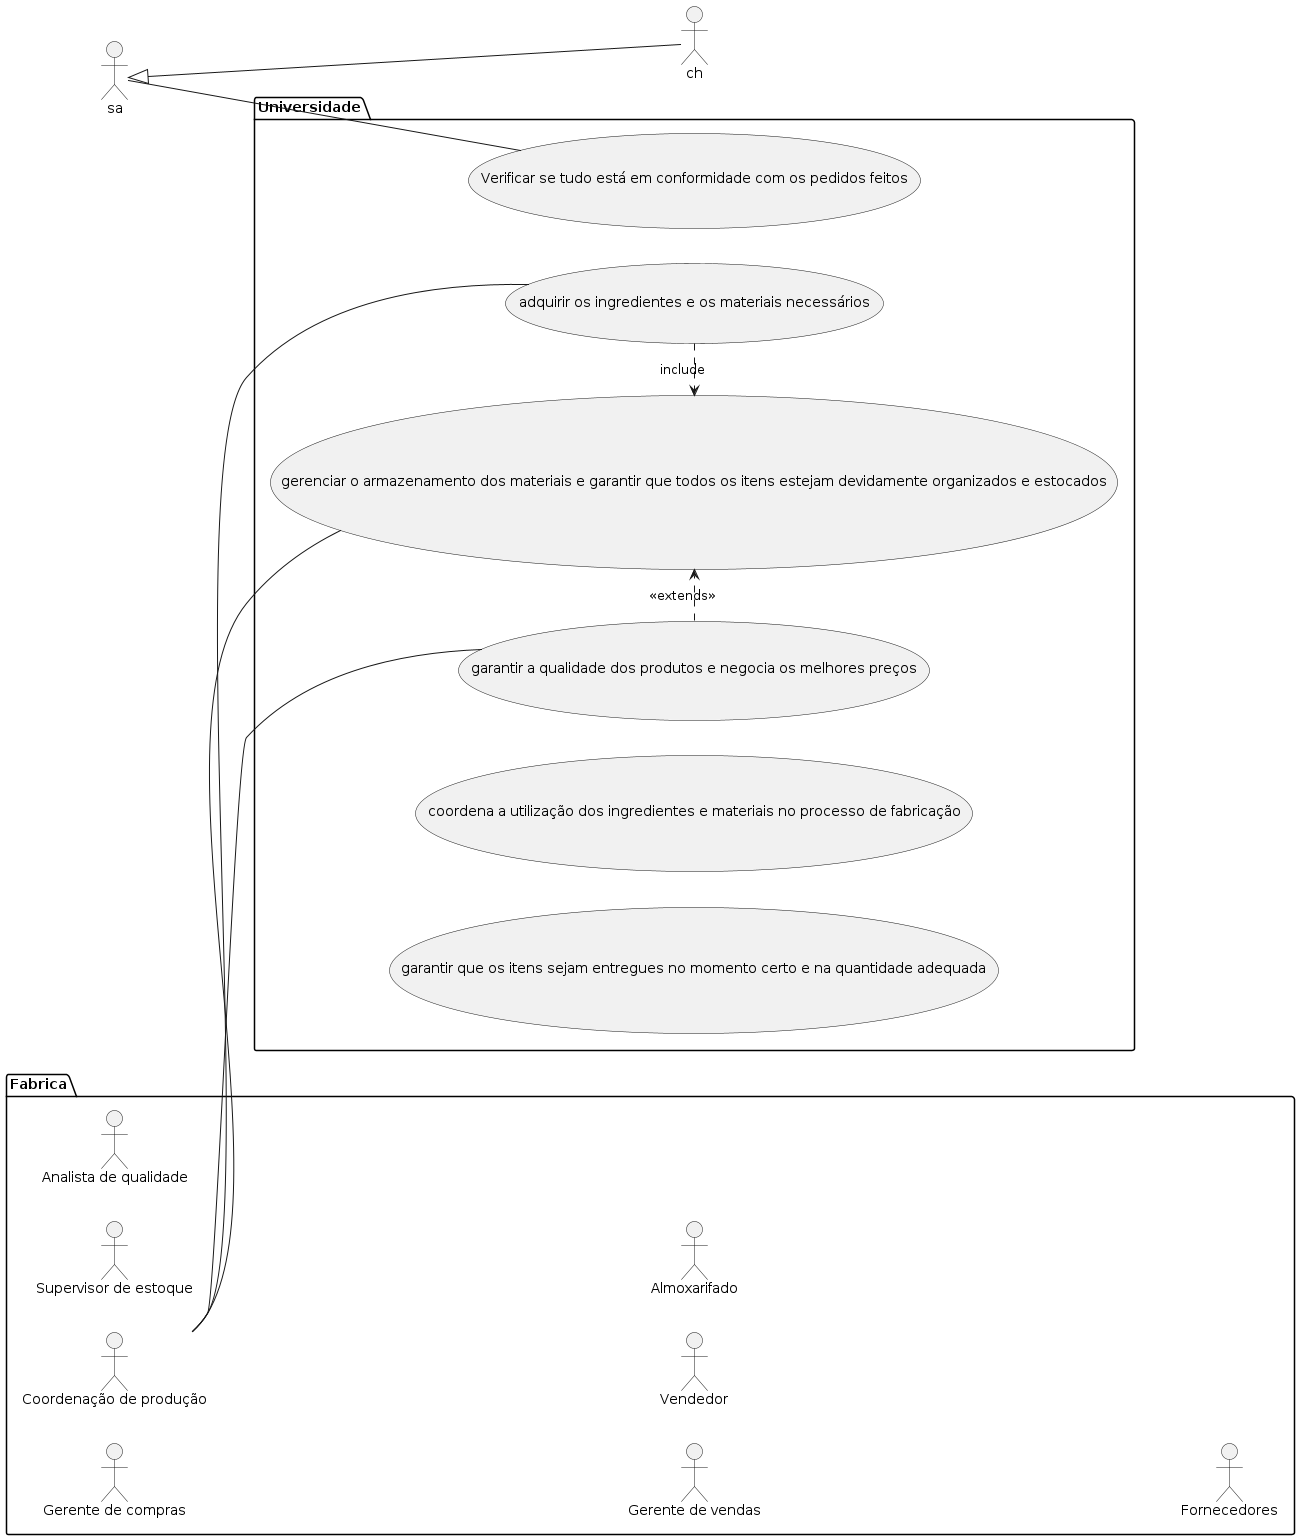 ch
sa
Universidade
Verificar se tudo está em conformidade com os pedidos feitos
adquirir os ingredientes e os materiais necessários
include
gerenciar o armazenamento dos materiais e garantir que todos os itens estejam devidamente organizados e estocados
«extends»
garantir a qualidade dos produtos e negocia os melhores preços
coordena a utilização dos ingredientes e materiais no processo de fabricação
garantir que os itens sejam entregues no momento certo e na quantidade adequada
Fabrica
Analista de qualidade
Supervisor de estoque
Almoxarifado
Coordenação de produção
Vendedor
Gerente de compras
Gerente de vendas
Fornecedores